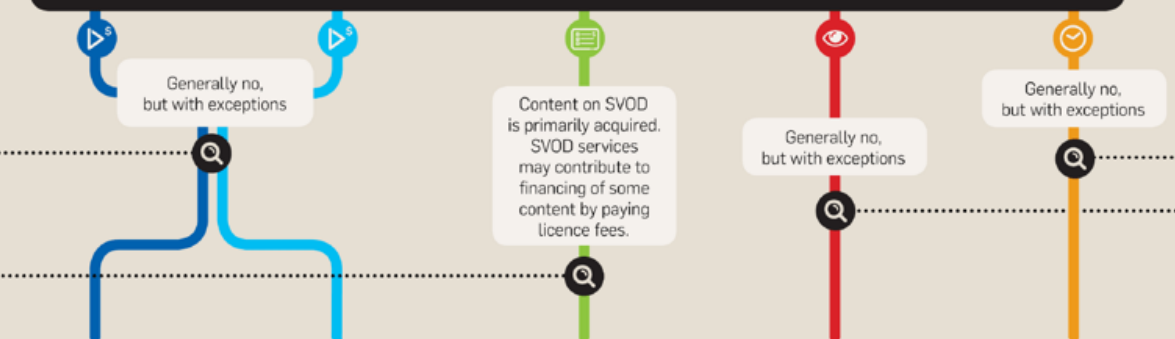 S
S
Generally no,
but with exceptions
Content on SVOD
is primarily acquired.
SVOD services
may contribute to
financing of some
content by paying
licence fees.
Generally no,
but with exceptions
Generally no,
but with exceptions